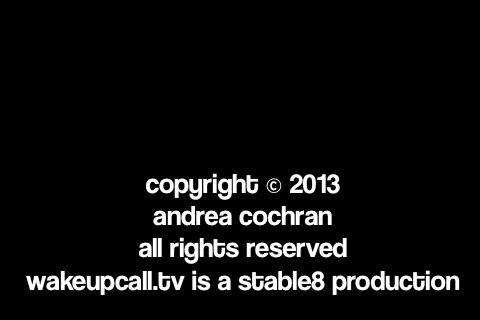 copyright © 2013
andrea cochran
all rights reserved
wakeupcall.tv is a stable8 production